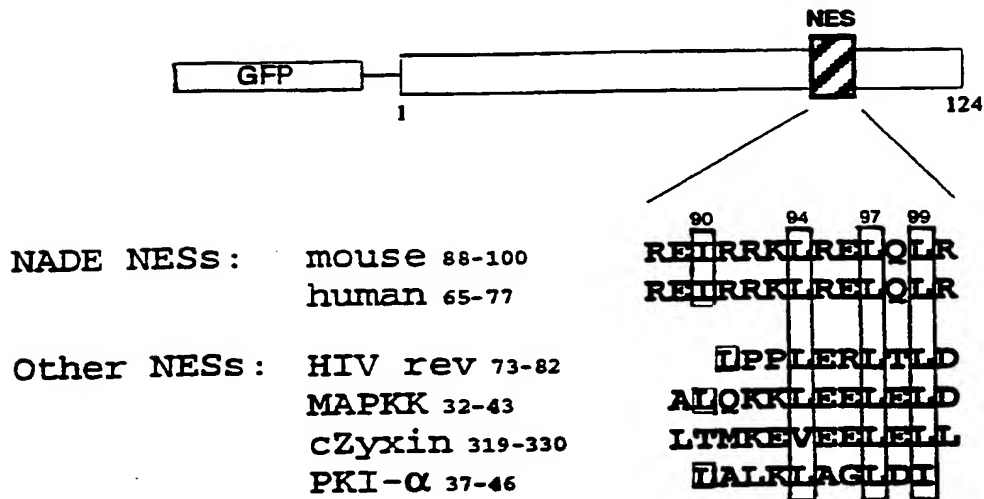 NES
GFP
1
124
90 94 97 99
NADE NESs: mouse 88-100 REIRRKLRELQLR
human 65-77 REIRRKLRELQLR
Other NESs: HIV rev 73-82 LPPLERLTLD
MAPKK 32-43 ALQKKLEELELD
cZyxin 319-330 LTMKEVEELELL
PKI-α 37-46 LALKLAGLDI